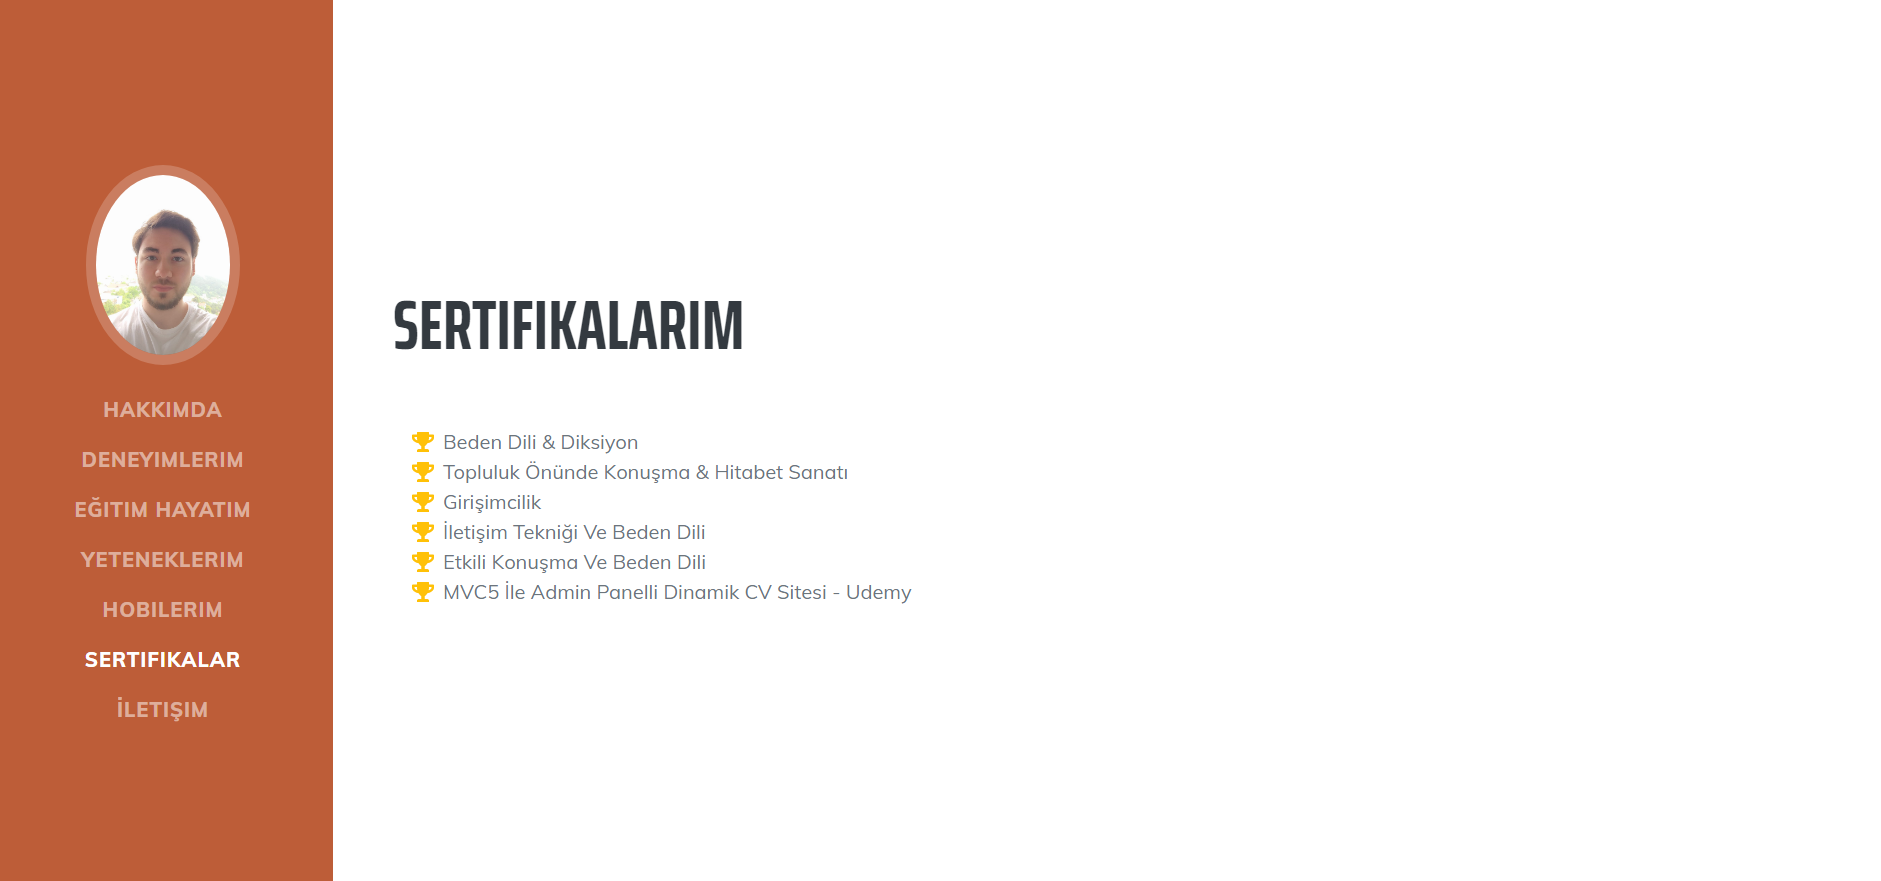 HAKKIMDA
DENEYIMLERIM
EĞITIM HAYATIM
YETENEKLERIM
HOBILERIM
SERTIFIKALAR
İLETIŞIM
SERTIFIKALARIM
Beden Dili & Diksiyon
Topluluk Önünde Konuşma & Hitabet Sanatı
Girişimcilik
İletişim Tekniği Ve Beden Dili
Etkili Konuşma Ve Beden Dili
MVC5 İle Admin Panelli Dinamik CV Sitesi - Udemy